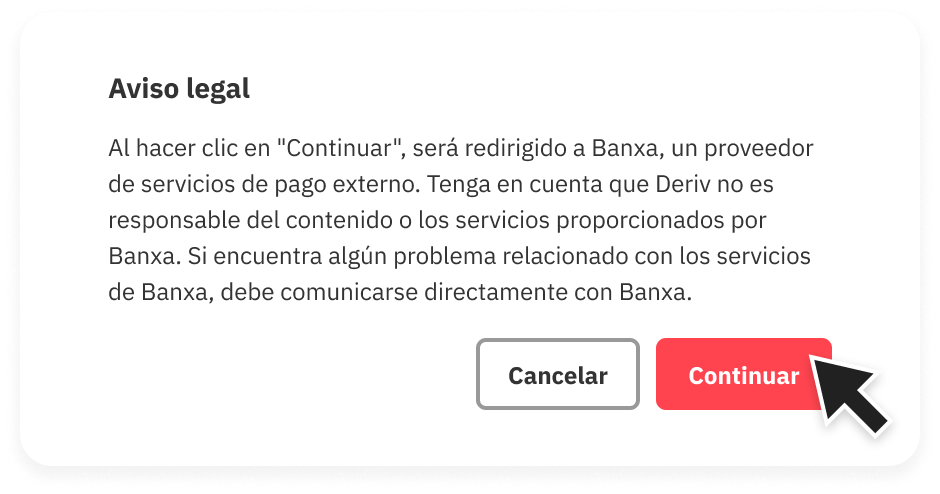 Aviso legal
Al hacer clic en "Continuar", será redirigido a Banxa, un proveedor
de servicios de pago externo. Tenga en cuenta que Deriv no es
responsable del contenido o los servicios proporcionados por
Banxa. Si encuentra algún problema relacionado con los servicios
de Banxa, debe comunicarse directamente con Banxa.
Cancelar
Continuar